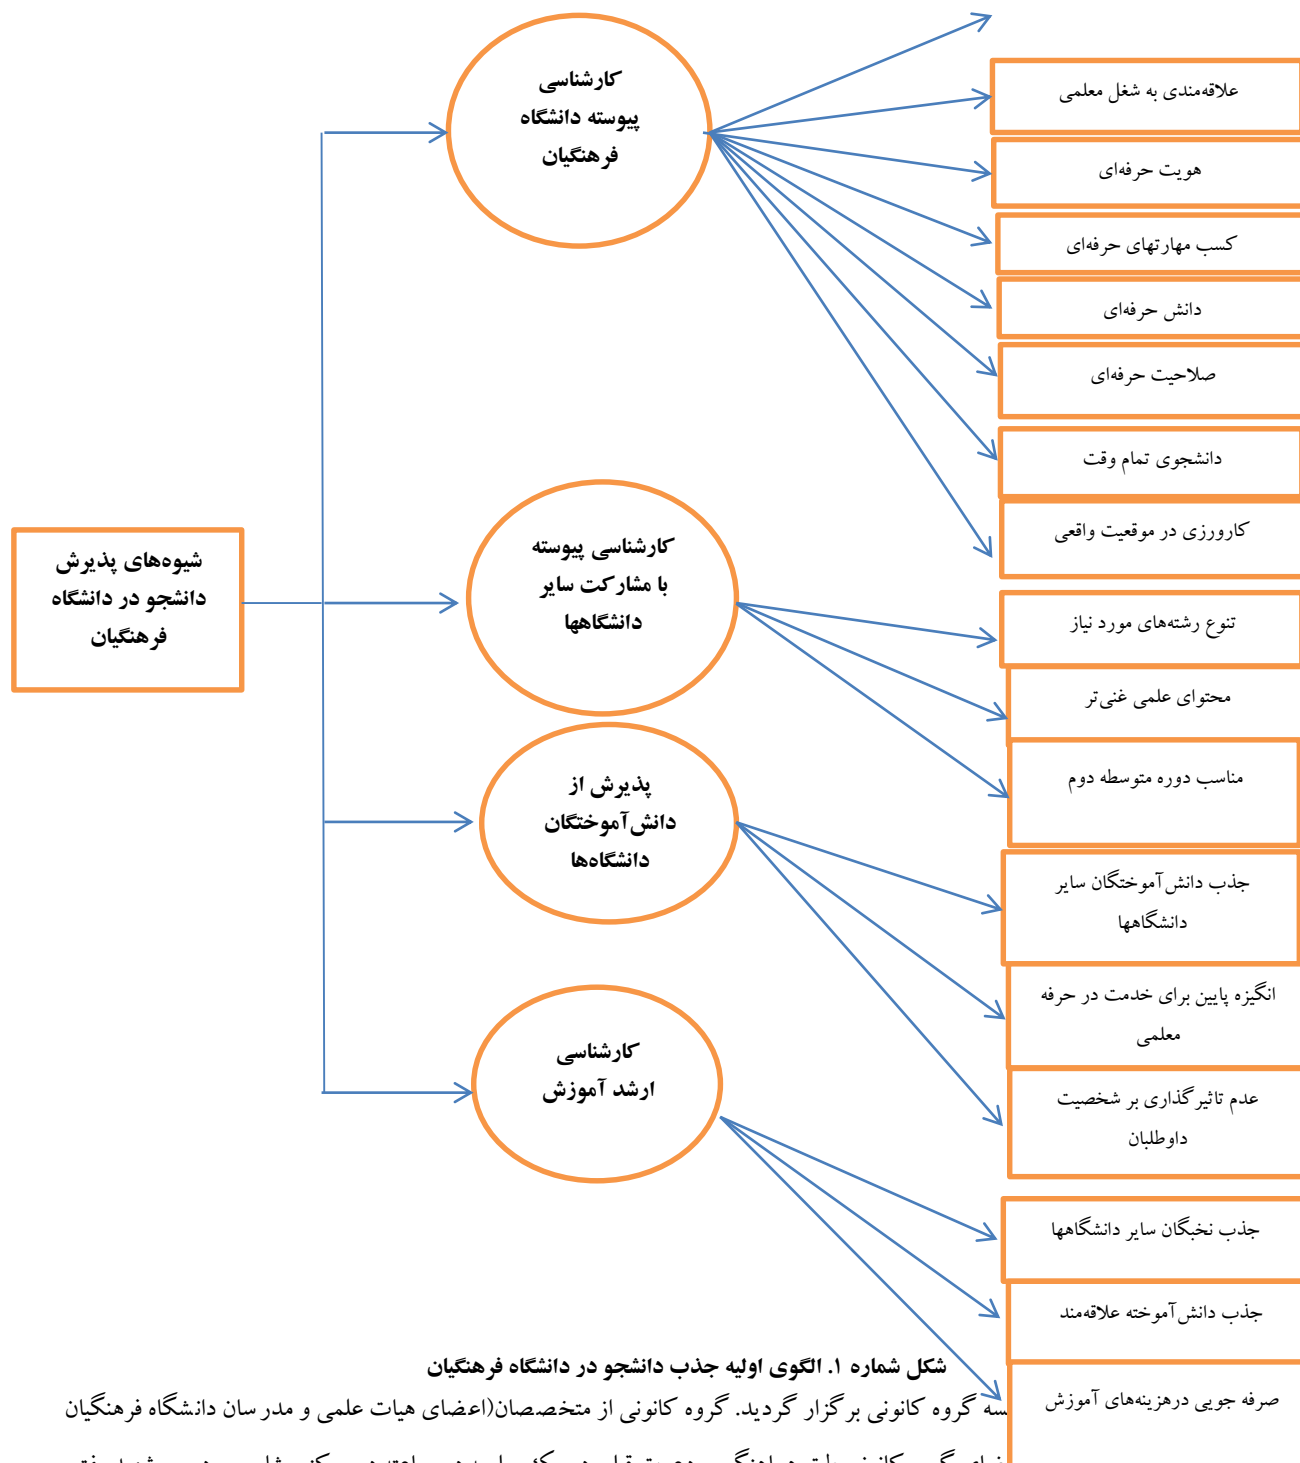 شیوه‌های پذیرش
دانشجو در دانشگاه
فرهنگیان
کارشناسی
پیوسته دانشگاه
فرهنگیان
علاقه‌مندی به شغل معلمی
هویت حرفه‌ای
کسب مهارتهای حرفه‌ای
دانش حرفه‌ای
صلاحیت حرفه‌ای
دانشجوی تمام وقت
کارورزی در موقعیت واقعی
کارشناسی پیوسته
با مشارکت سایر
دانشگاهها
تنوع رشته‌های مورد نیاز
محتوای علمی غنی‌تر
مناسب دوره متوسطه دوم
پذیرش از
دانش‌آموختگان
دانشگاه‌ها
جذب دانش‌آموختگان سایر
دانشگاهها
انگیزه پایین برای خدمت در حرفه
معلمی
عدم تاثیرگذاری بر شخصیت
داوطلبان
کارشناسی
ارشد آموزش
جذب نخبگان سایر دانشگاهها
جذب دانش‌آموخته علاقه‌مند
صرفه جویی درهزینه‌های آموزش
شکل شماره ۱. الگوی اولیه جذب دانشجو در دانشگاه فرهنگیان
گروه کانونی برگزار گردید. گروه کانونی از متخصصان(اعضای هیات علمی و مدرسان دانشگاه فرهنگیان